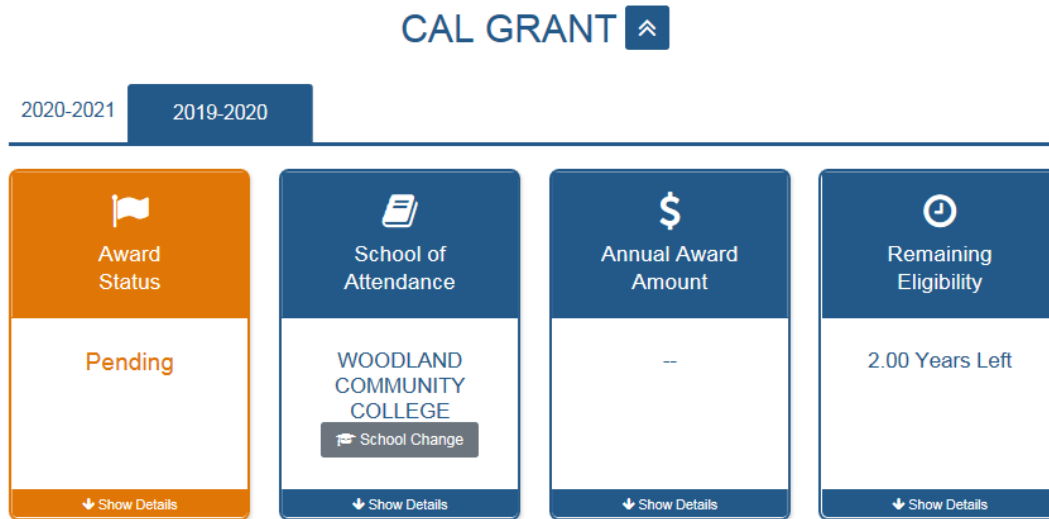 CAL GRANT
2020-2021
2019-2020
Award
Status
Pending
Show Details
School of
Attendance
WOODLAND
COMMUNITY
COLLEGE
School Change
Show Details
Annual Award
Amount
--
Show Details
Remaining
Eligibility
2.00 Years Left
Show Details